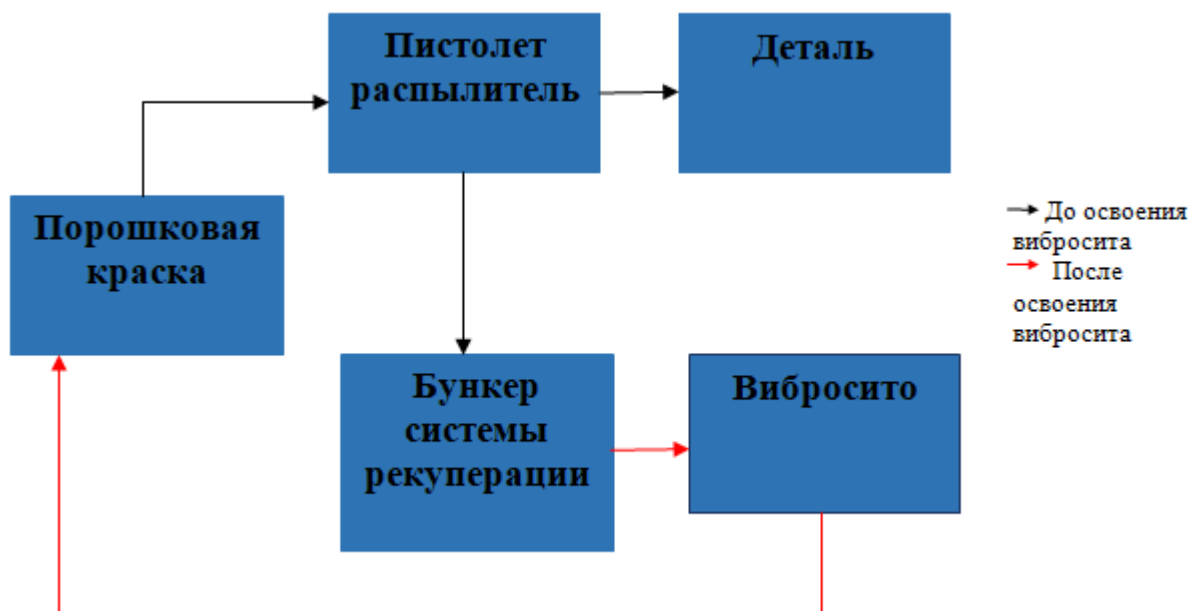 Пистолет
распылитель
Деталь
Порошковая
краска
До освоения
вибросита
После
освоения
вибросита
Бункер
системы
рекуперации
Вибросито